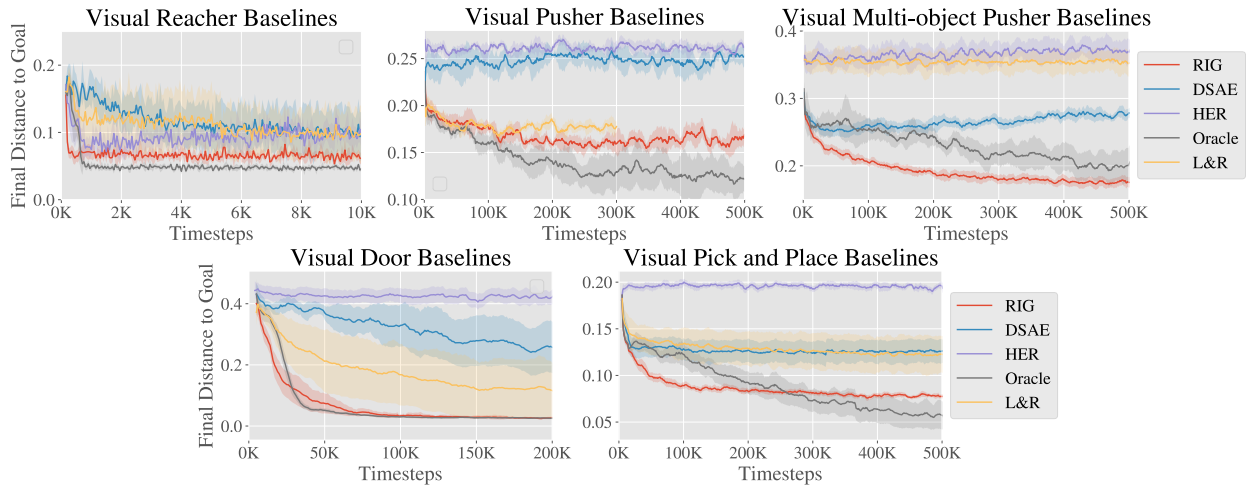 Visual Reacher Baselines
Visual Pusher Baselines
Visual Multi-object Pusher Baselines
Final Distance to Goal
0.2
0.1
0.0
0K 2K 4K 6K 8K 10K
Timesteps
0.25
0.20
0.15
0.10
0K 100K 200K 300K 400K 500K
Timesteps
0.4
0.3
0.2
0K 100K 200K 300K 400K 500K
Timesteps
RIG
DSAE
HER
Oracle
L&R
Visual Door Baselines
Visual Pick and Place Baselines
Final Distance to Goal
0.4
0.2
0.0
0K 50K 100K 150K 200K
Timesteps
0.20
0.15
0.10
0.05
0K 100K 200K 300K 400K 500K
Timesteps
RIG
DSAE
HER
Oracle
L&R